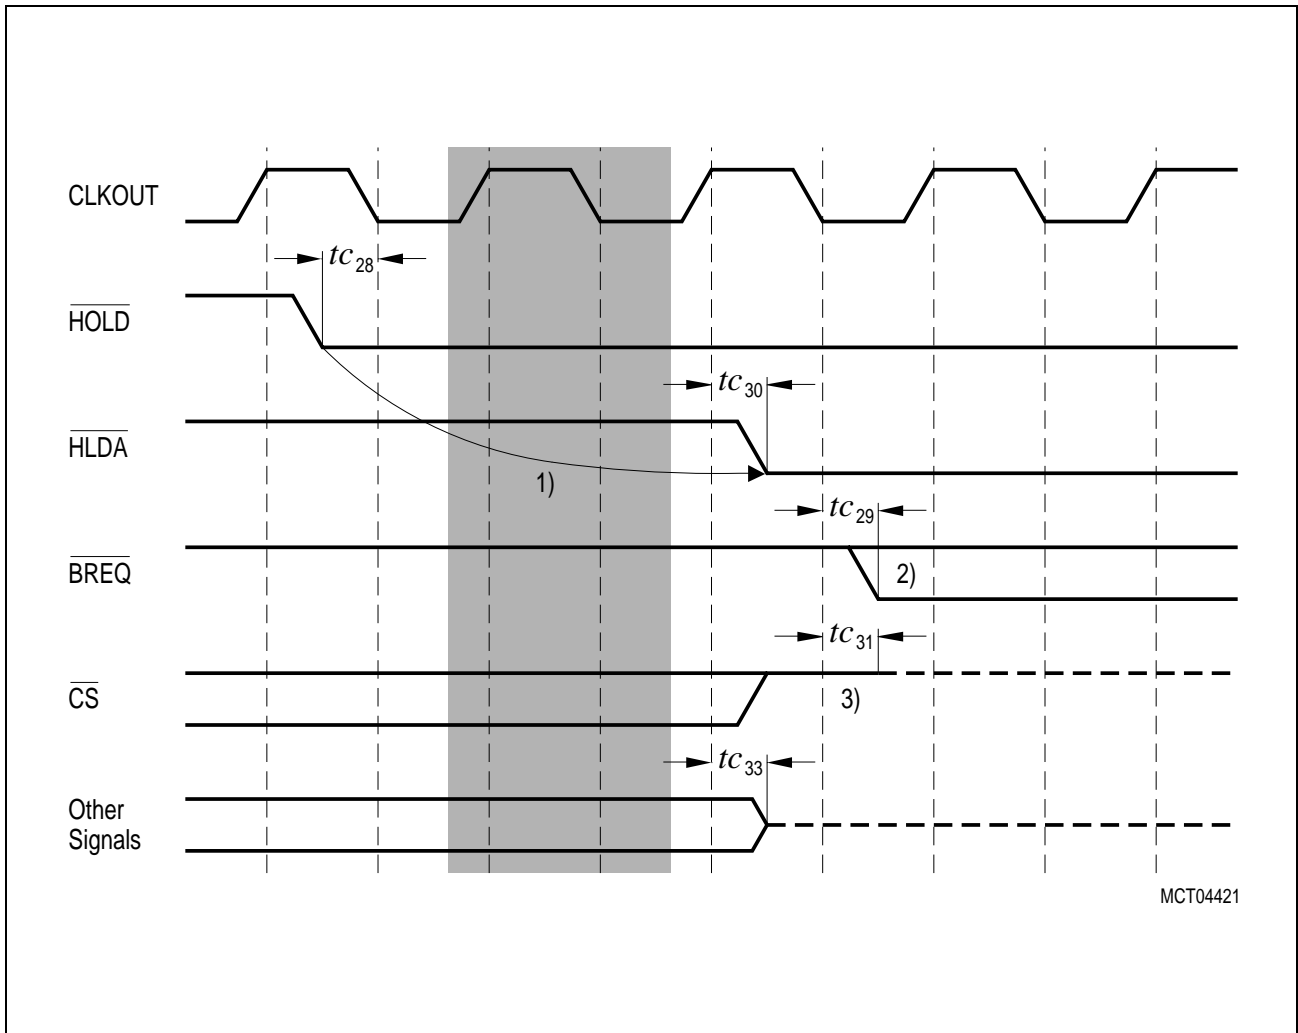 CLKOUT
tc28
HOLD
tc30
HLDA
1)
tc29
BREQ
2)
tc31
CS
3)
tc33
Other
Signals
MCT04421